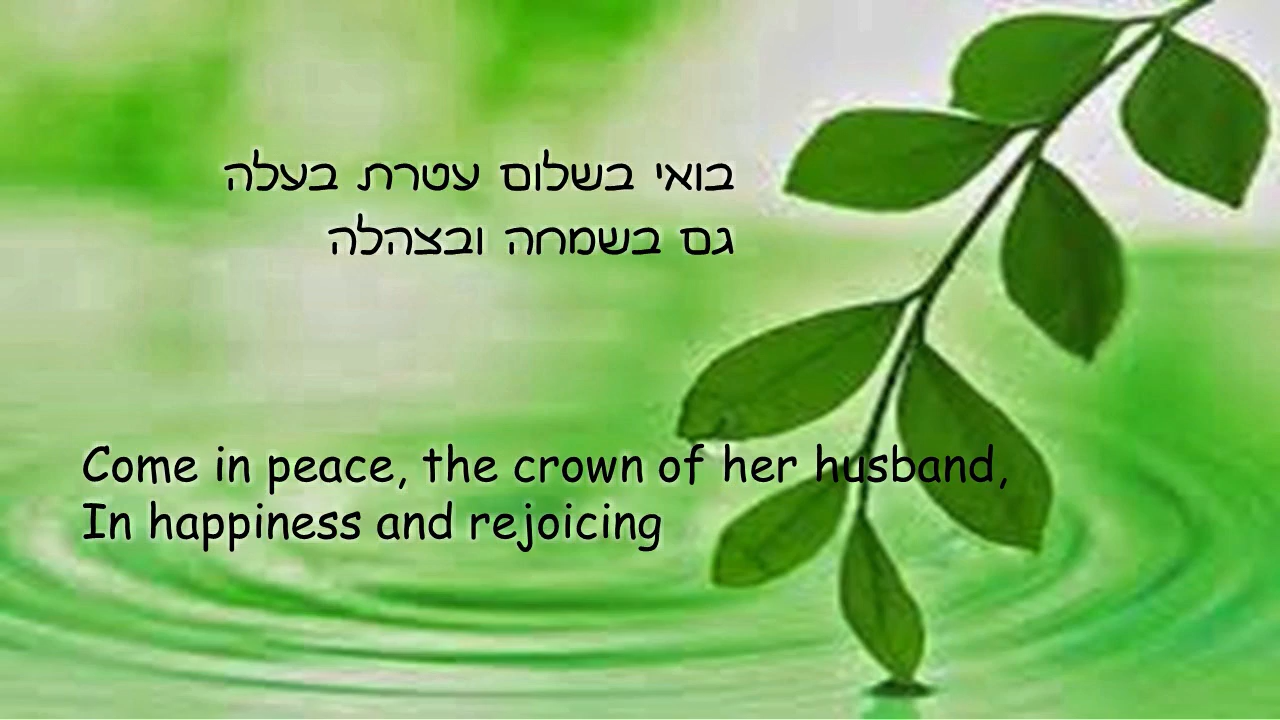 בואי בשלום עטרת בעלה
גם בשמחה ובצהלה
Come in peace, the crown of her husband,
In happiness and rejoicing